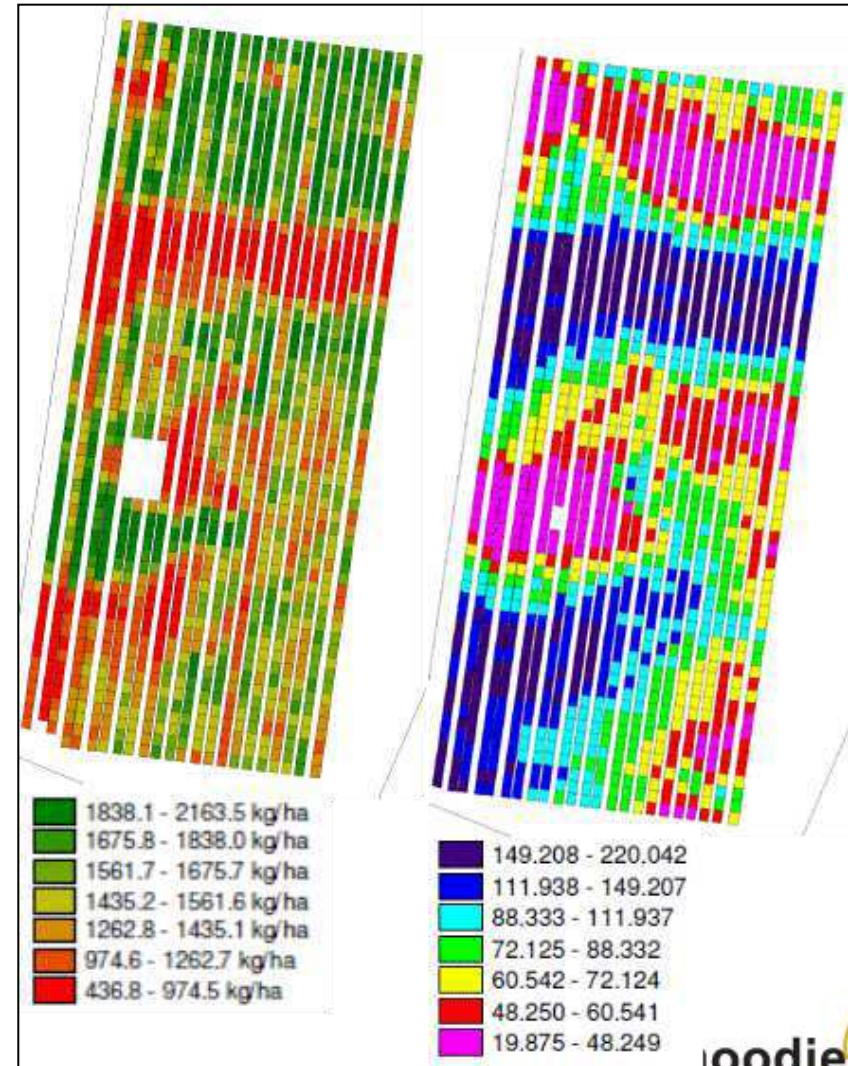 1838.1 - 2163.5 kg/ha
1675.8 - 1838.0 kg/ha
1561.7 - 1675.7 kg/ha
1435.2 - 1561.6 kg/ha
1262.8 - 1435.1 kg/ha
974.6 - 1262.7 kg/ha
436.8 - 974.5 kg/ha
149.208 - 220.042
111.938 - 149.207
88.333 - 111.937
72.125 - 88.332
60.542 - 72.124
48.250 - 60.541
19.875 - 48.249